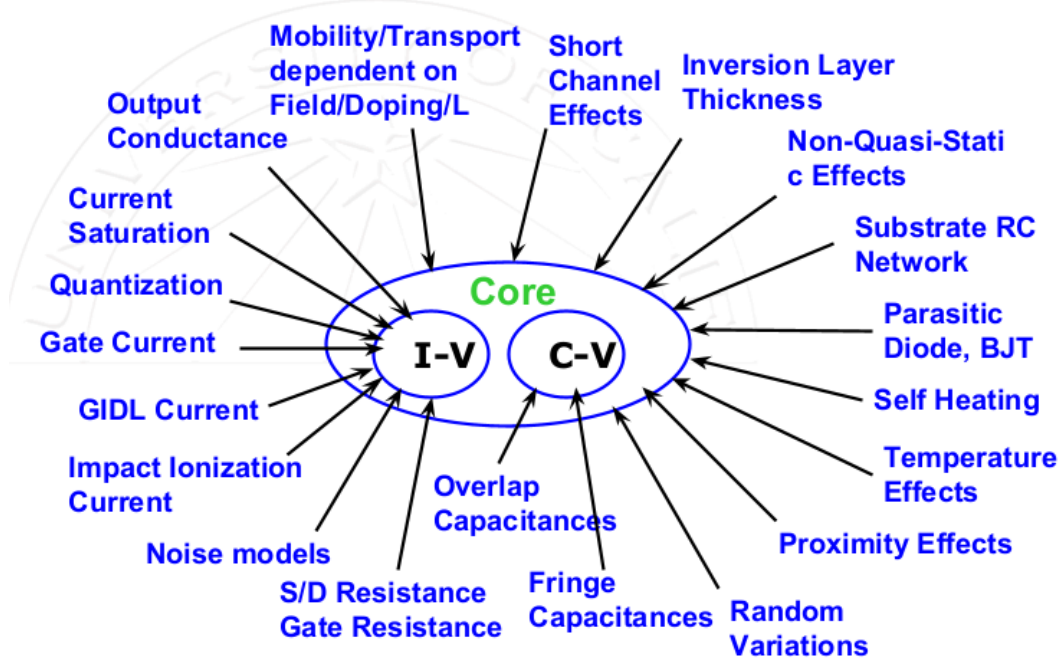 Mobility/Transport
dependent on
Field/Doping/L
Short
Channel
Effects
Inversion Layer
Thickness
Output
Conductance
Non-Quasi-Stati
c Effects
Current
Saturation
Substrate RC
Network
Quantization
Core
Parasitic
Diode, BJT
Gate Current
I-V
C-V
GIDL Current
Self Heating
Impact Ionization
Current
Overlap
Capacitances
Temperature
Effects
Noise models
Proximity Effects
S/D Resistance
Gate Resistance
Fringe
Capacitances
Random
Variations